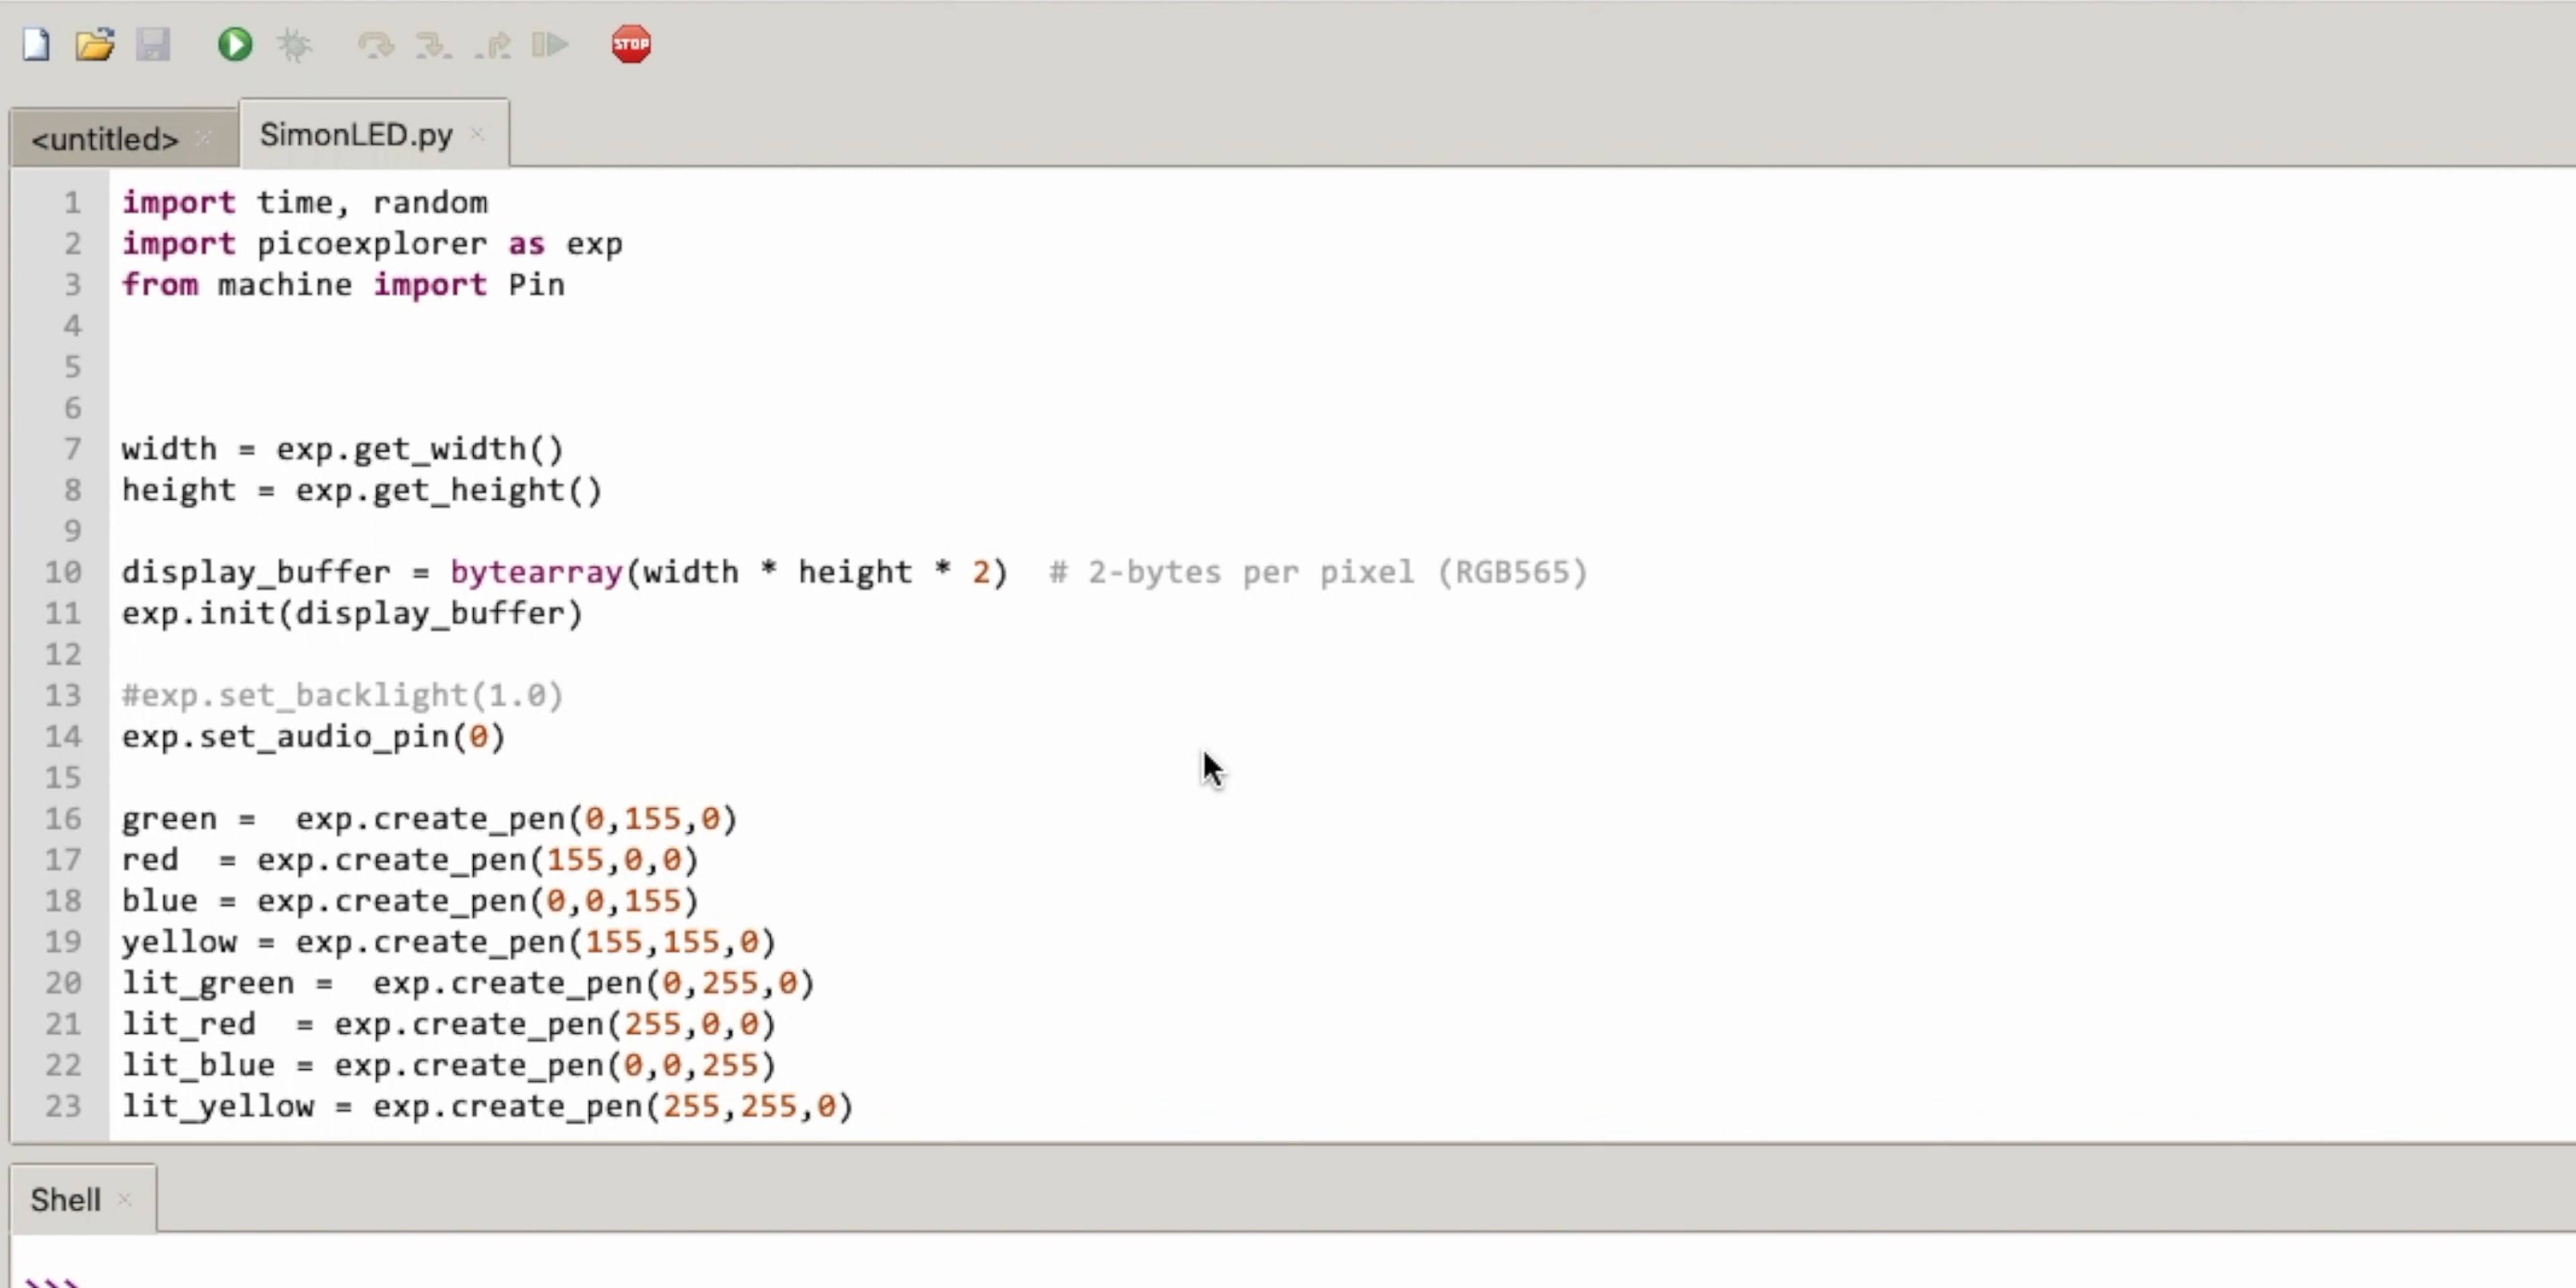 STOP
<untitled>
SimonLED.py
1 import time, random
2 import picoexplorer as exp
3 from machine import Pin
4
5
6
7 width = exp.get_width()
8 height = exp.get_height()
9
10 display_buffer = bytearray(width * height * 2)  # 2-bytes per pixel (RGB565)
11 exp.init(display_buffer)
12
13 #exp.set_backlight(1.0)
14 exp.set_audio_pin(0)
15
16 green =  exp.create_pen(0,155,0)
17 red  = exp.create_pen(155,0,0)
18 blue = exp.create_pen(0,0,155)
19 yellow = exp.create_pen(155,155,0)
20 lit_green =  exp.create_pen(0,255,0)
21 lit_red  = exp.create_pen(255,0,0)
22 lit_blue = exp.create_pen(0,0,255)
23 lit_yellow = exp.create_pen(255,255,0)
Shell
>>>